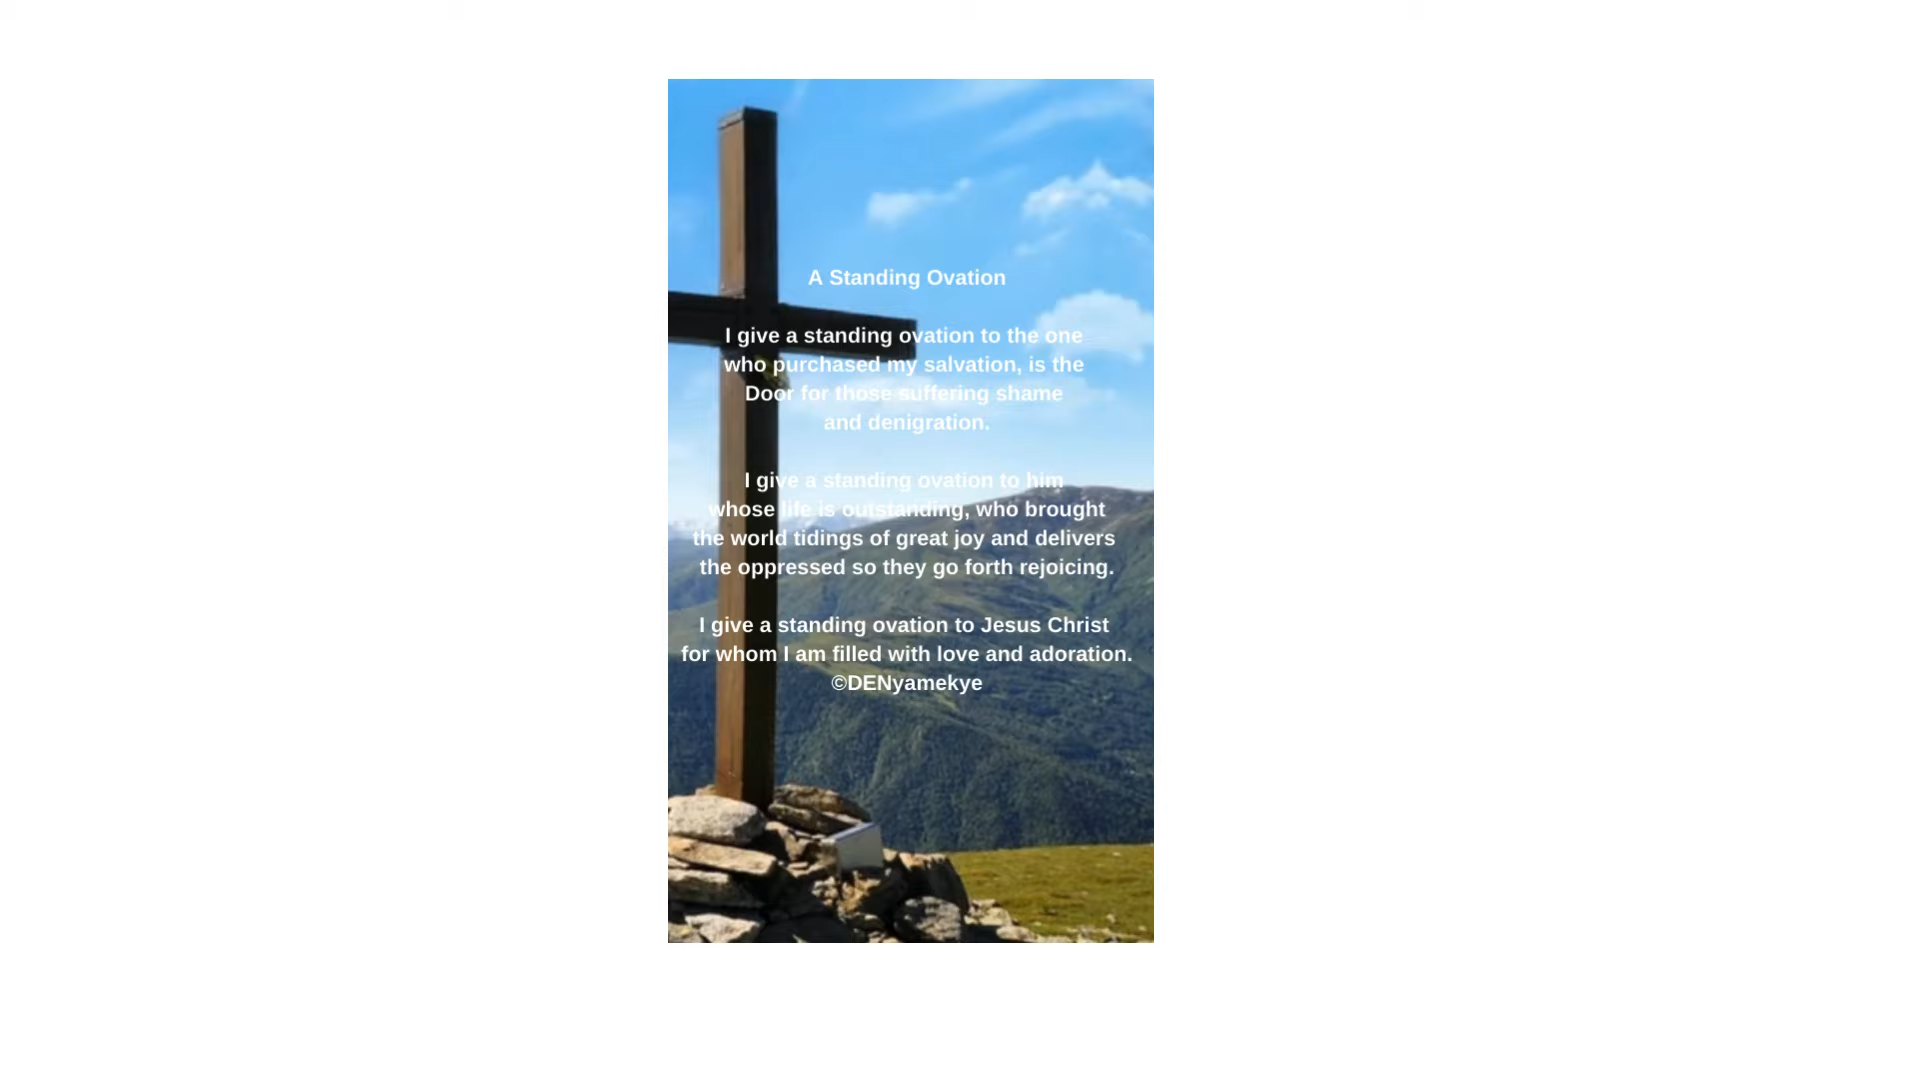 A Standing Ovation
I give a standing ovation to the one
who purchased my salvation, is the
Door for those suffering shame
and denigration.
I give a standing ovation to him
whose life is outstanding, who brought
the world tidings of great joy and delivers
the oppressed so they go forth rejoicing.
I give a standing ovation to Jesus Christ
for whom I am filled with love and adoration.
©DENyamekye